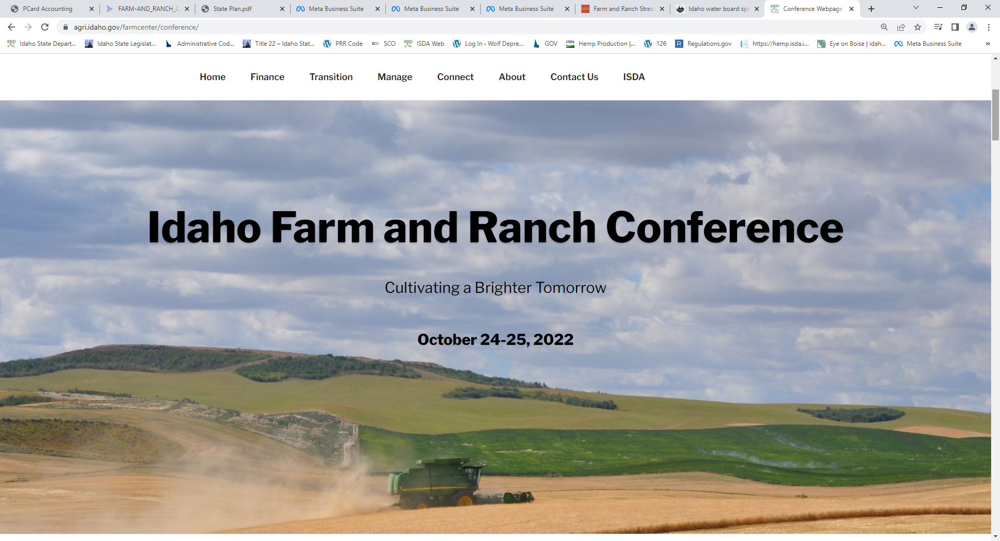 PCard Accounting
FARM-AND_RANCH_C
State Plan.pdf
Meta Business Suite
Meta Business Suite
Meta Business Suite
NIFA
Farm and Ranch Stres
Idaho water board spe
Conference Webpage
agri.idaho.gov/farmcenter/conference/
Idaho State Depart...
Idaho State Legislat...
Administrative Cod...
Title 22 – Idaho Stat...
PRR Code
SCO SCO
ISDA Web
Log In ‹ Wolf Depre...
GOV
USDA Hemp Production |...
126
R Regulations.gov
https://hemp.isda.i...
Eye on Boise | idah...
Meta Business Suite
»
Home Finance Transition Manage Connect About Contact Us ISDA
Idaho Farm and Ranch Conference
Cultivating a Brighter Tomorrow
October 24-25, 2022